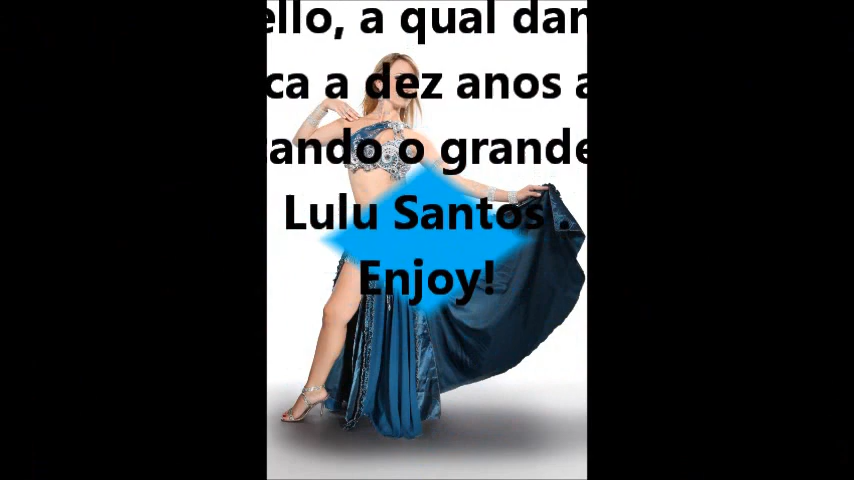 ello, a qual dan
ca a dez anos a
ando o grande
Lulu Santos .
Enjoy!